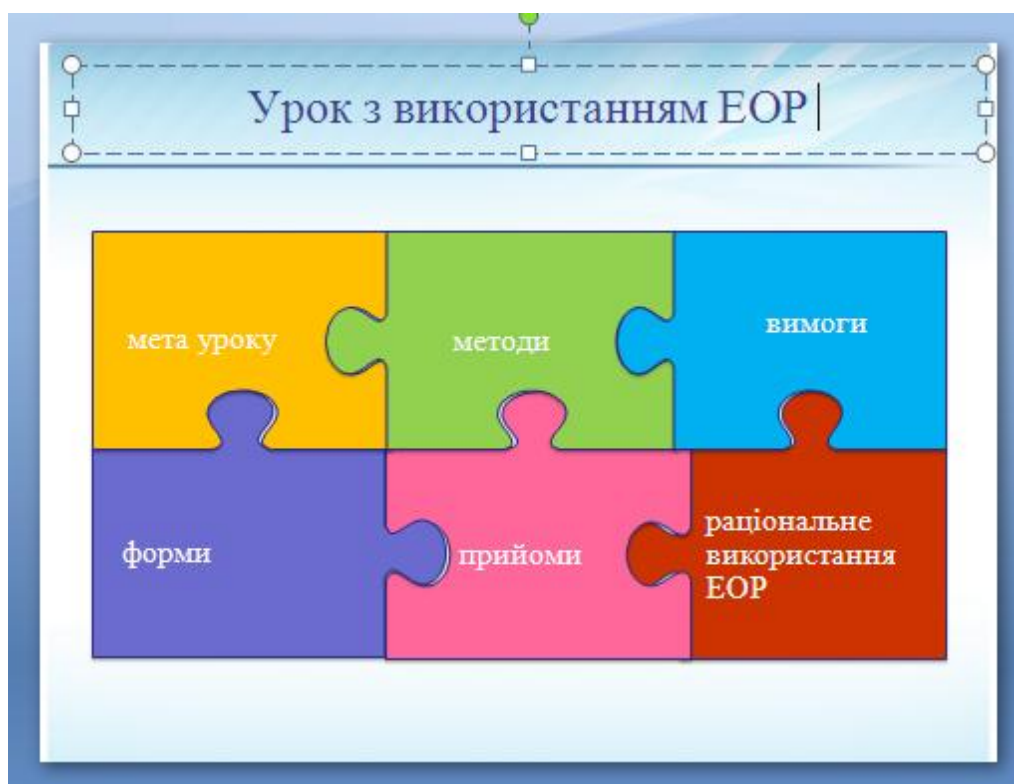 Урок з використанням ЕОР
мета уроку
методи
вимоги
форми
прийоми
раціональне
використання
ЕОР